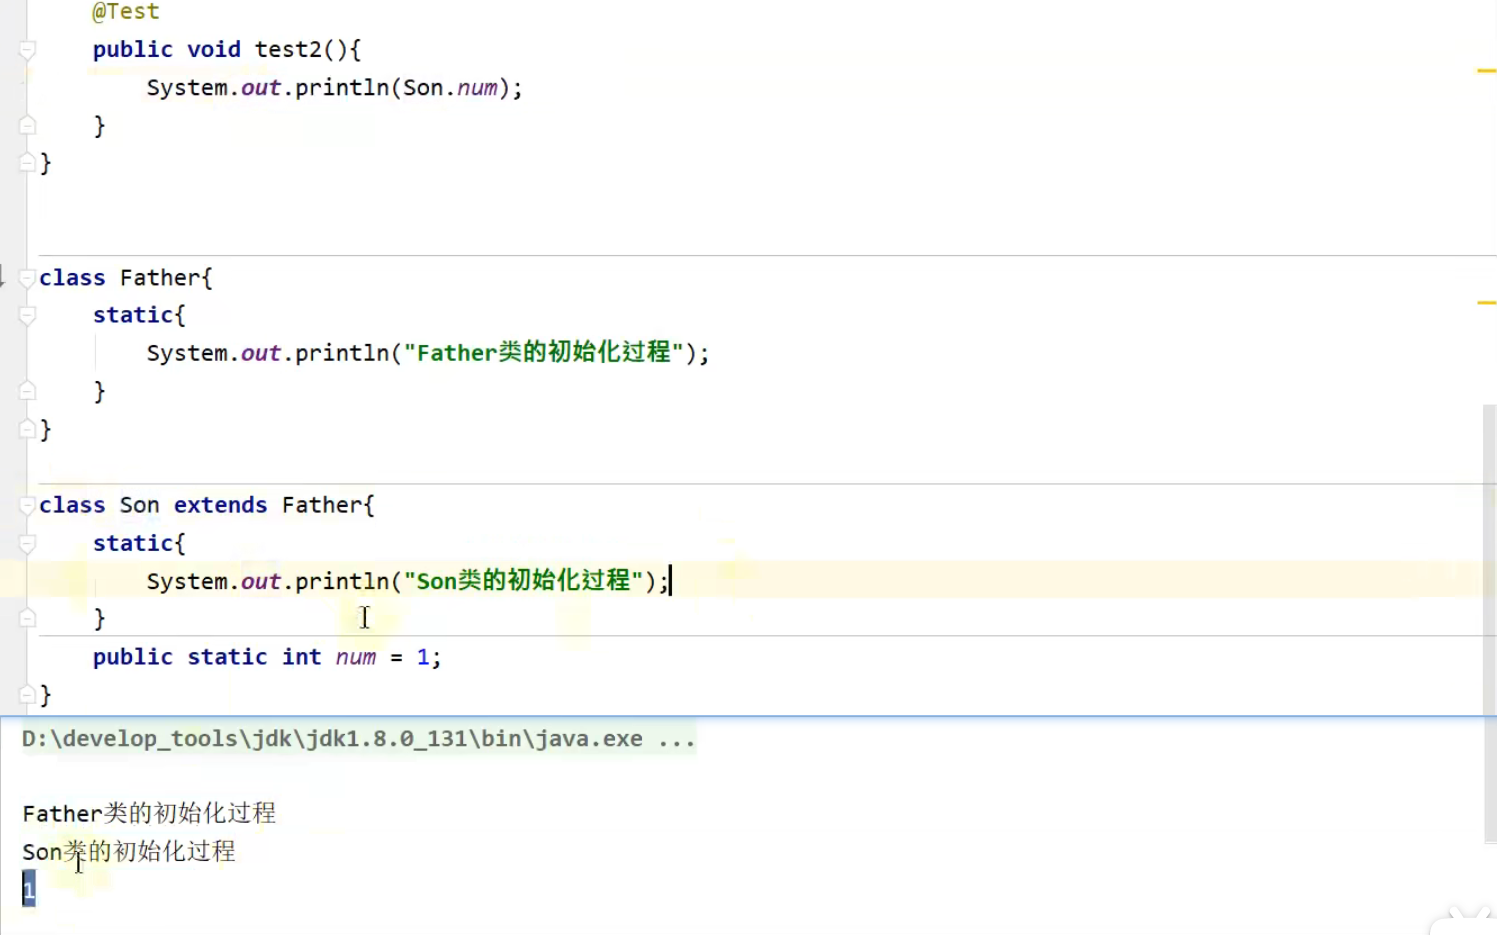 @Test
public void test2(){
System.out.println(Son.num);
}
}
class Father{
static{
System.out.println("Father类的初始化过程");
}
}
class Son extends Father{
static{
System.out.println("Son类的初始化过程");
}
public static int num = 1;
}
D:\develop_tools\jdk\jdk1.8.0_131\bin\java.exe ...
Father类的初始化过程
Son类的初始化过程
1